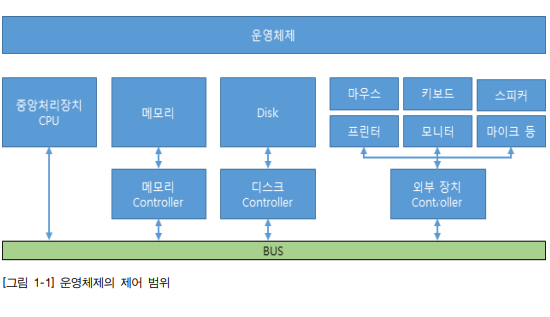 운영체제
중앙처리장치
CPU
메모리
Disk
마우스
키보드
스피커
프린터
모니터
마이크 등
메모리
Controller
디스크
Controller
외부 장치
Controller
BUS
[그림 1-1] 운영체제의 제어 범위